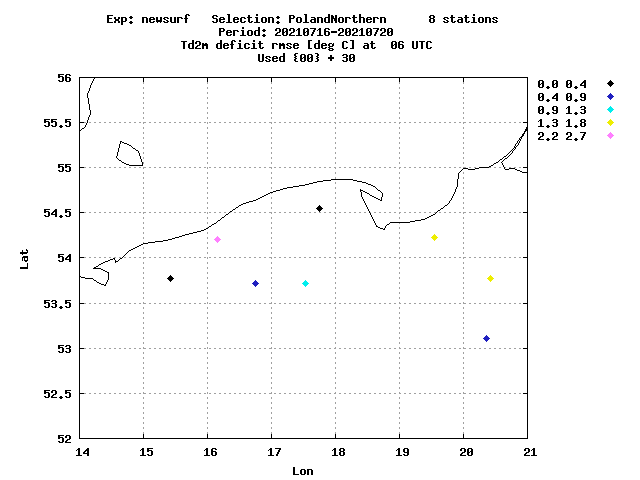 Exp: newsurf Selection: PolandNorthern 8 stations
Period: 20210716-20210720
Td2m deficit rmse [deg C] at 06 UTC
Used {00} + 30
56
55.5
55
54.5
54
53.5
53
52.5
52
Lat
14 15 16 17 18 19 20 21
Lon
0.0 0.4
0.4 0.9
0.9 1.3
1.3 1.8
2.2 2.7